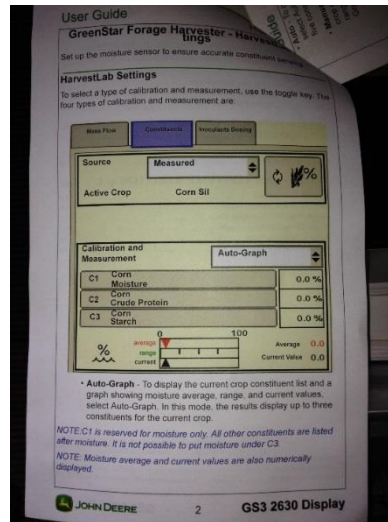 User Guide
GreenStar Forage Harvester - Harvest
tings
Set up the moisture sensor to ensure accurate constituent
HarvestLab Settings
To select a type of calibration and measurement, use the toggle key. The
four types of calibration and measurement are:
Mass Flow Constituents Inoculants Dosing
Source Measured
%
Active Crop Corn Sil
Calibration and
Measurement Auto-Graph
C1 Corn
Moisture 0.0 %
C2 Corn
Crude Protein 0.0 %
C3 Corn
Starch 0.0 %
0 100
average Average 0.0
% range
current Current Value 0.0
• Auto-Graph - To display the current crop constituent list and a
graph showing moisture average, range, and current values,
select Auto-Graph. In this mode, the results display up to three
constituents for the current crop.
NOTE:C1 is reserved for moisture only. All other constituents are listed
after moisture. It is not possible to put moisture under C3.
NOTE: Moisture average and current values are also numerically
displayed.
JOHN DEERE 2 GS3 2630 Display